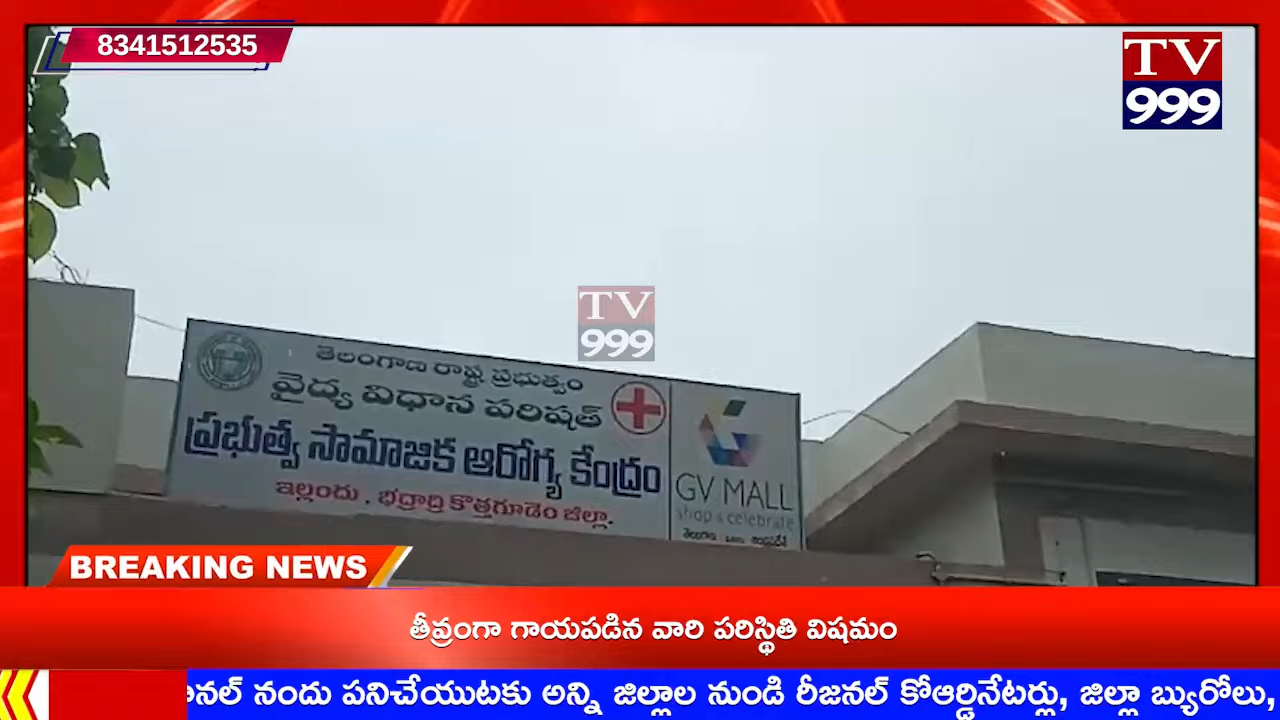 8341512535
TV
999
TV
999
తెలంగాణ రాష్ట్ర ప్రభుత్వం
వైద్య విధాన పరిషత్
ప్రభుత్వ సామాజిక ఆరోగ్య కేంద్రం
ఇల్లందు. భద్రాద్రి కొత్తగూడెం జిల్లా.
GV MALL
shop & celebrate
తెలంగాణ
BREAKING NEWS
తీవ్రంగా గాయపడిన వారి పరిస్థితి విషమం
నల్ నందు పనిచేయుటకు అన్ని జిల్లాల నుండి రీజనల్ కోఆర్డినేటర్లు, జిల్లా బ్యురోలు,